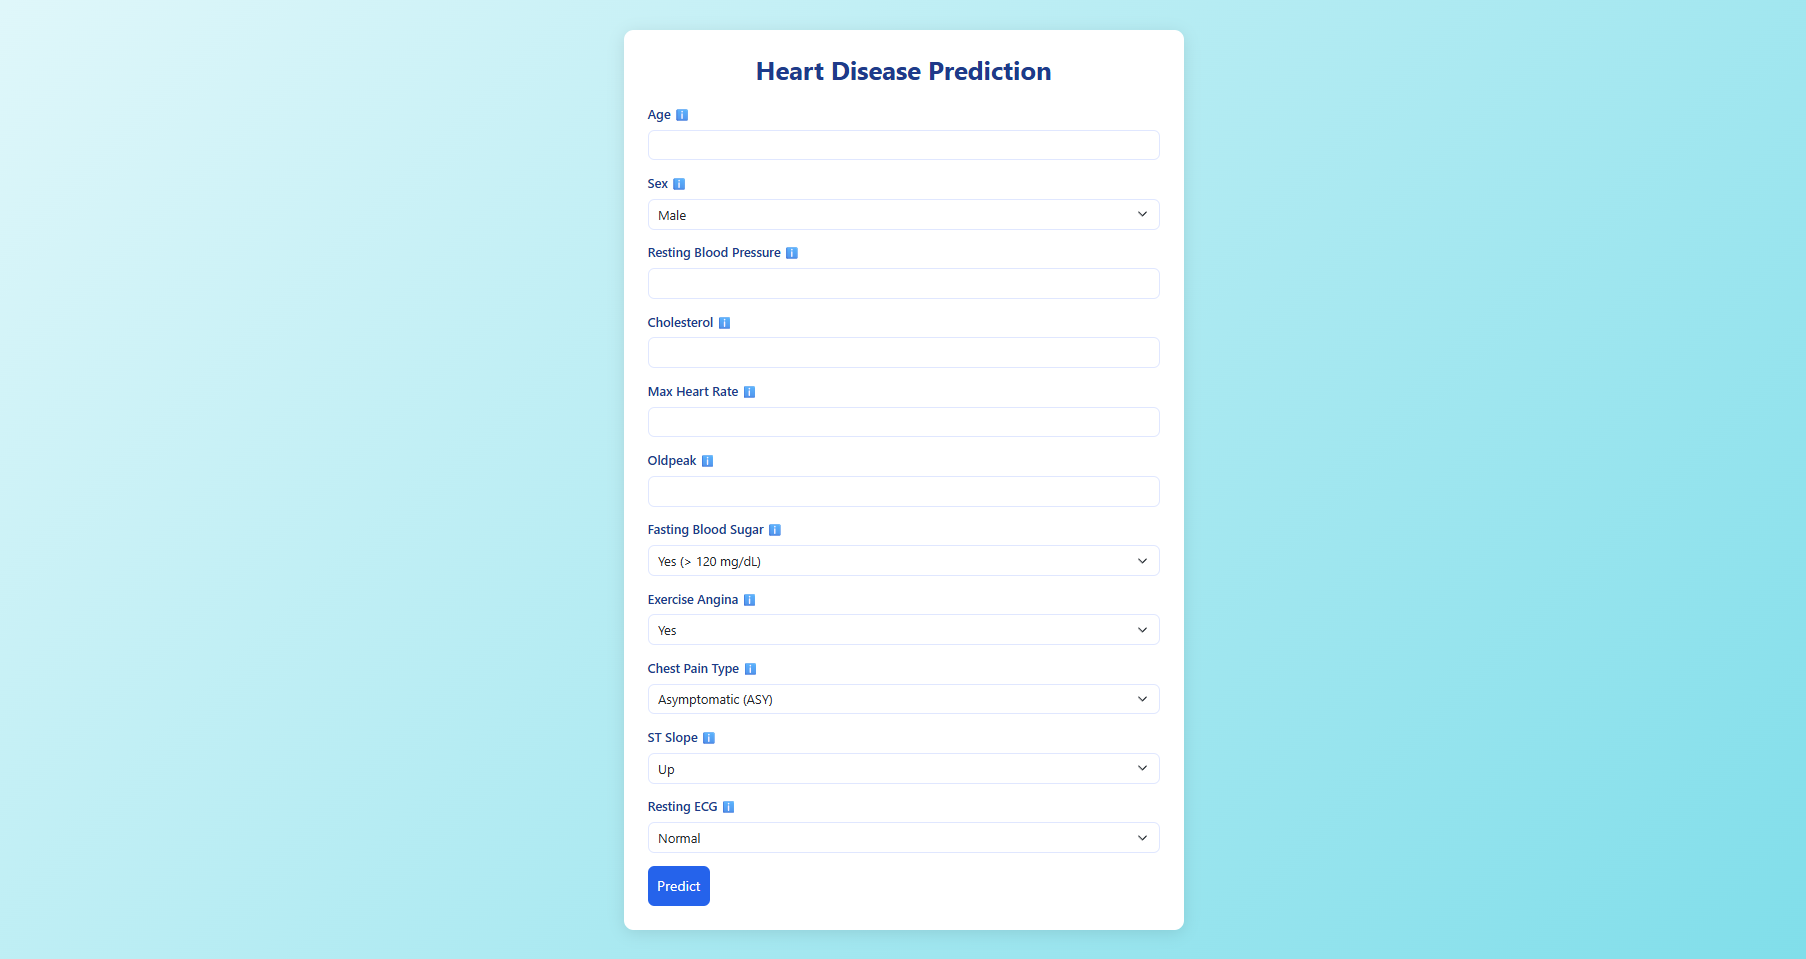 Heart Disease Prediction
Age ℹ️
Sex ℹ️
Male
Resting Blood Pressure ℹ️
Cholesterol ℹ️
Max Heart Rate ℹ️
Oldpeak ℹ️
Fasting Blood Sugar ℹ️
Yes (> 120 mg/dL)
Exercise Angina ℹ️
Yes
Chest Pain Type ℹ️
Asymptomatic (ASY)
ST Slope ℹ️
Up
Resting ECG ℹ️
Normal
Predict